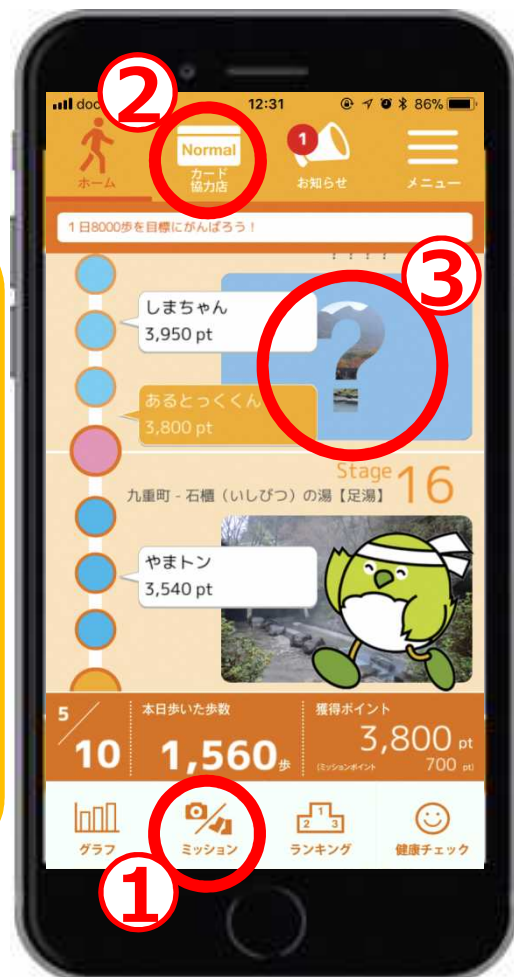 ②
docо
12:31
86%
Normal
1
ホーム
カード
協力店
お知らせ
メニュー
1日8000歩を目標にがんばろう！
? ? ? ?
③
しまちゃん
3,950 pt
?
あるとっくくん
3,800 pt
Stage 16
九重町 - 石櫃（いしびつ）の湯【足湯】
やまトン
3,540 pt
5/10
本日歩いた歩数
1,560歩
獲得ポイント
3,800 pt
(ミッションポイント 700 pt)
1
2 3
グラフ
ミッション
ランキング
健康チェック
①